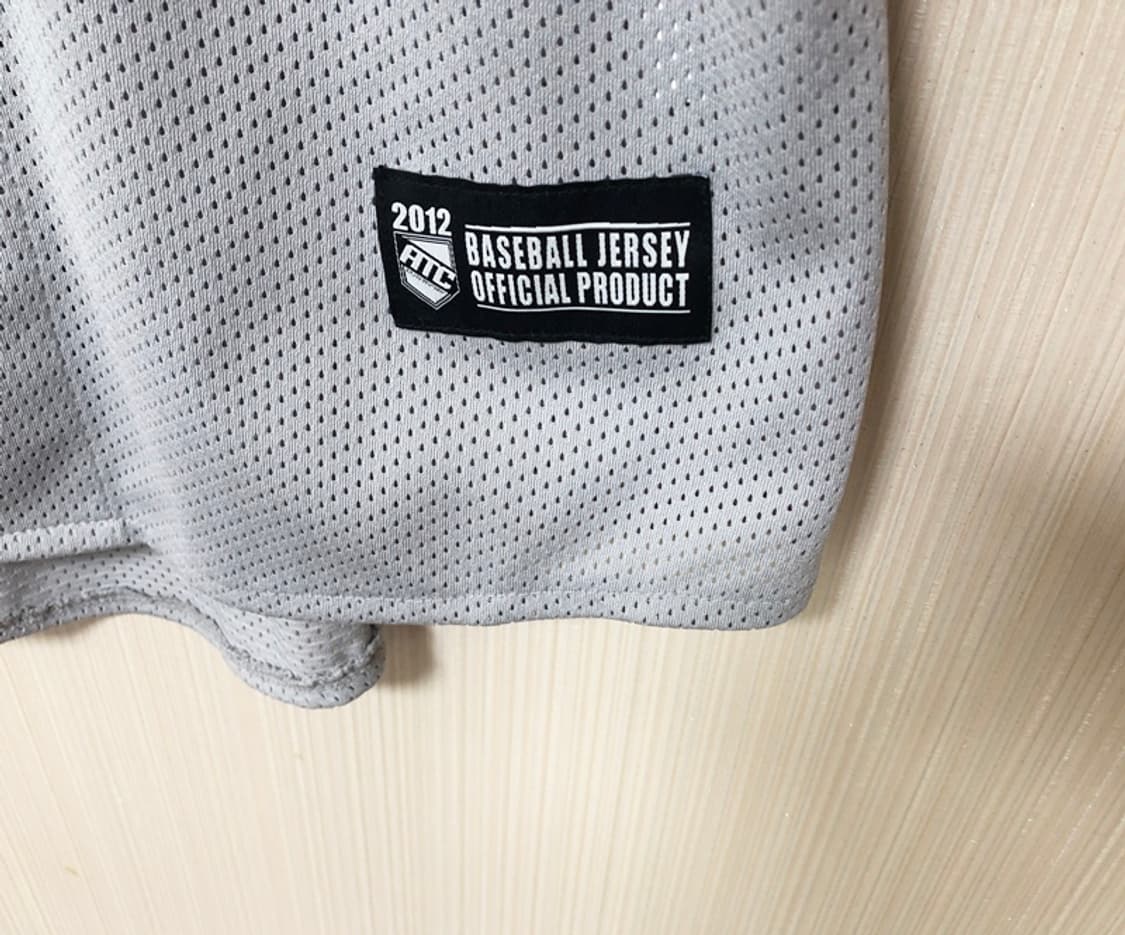 2012
ATC
BASEBALL JERSEY
OFFICIAL PRODUCT